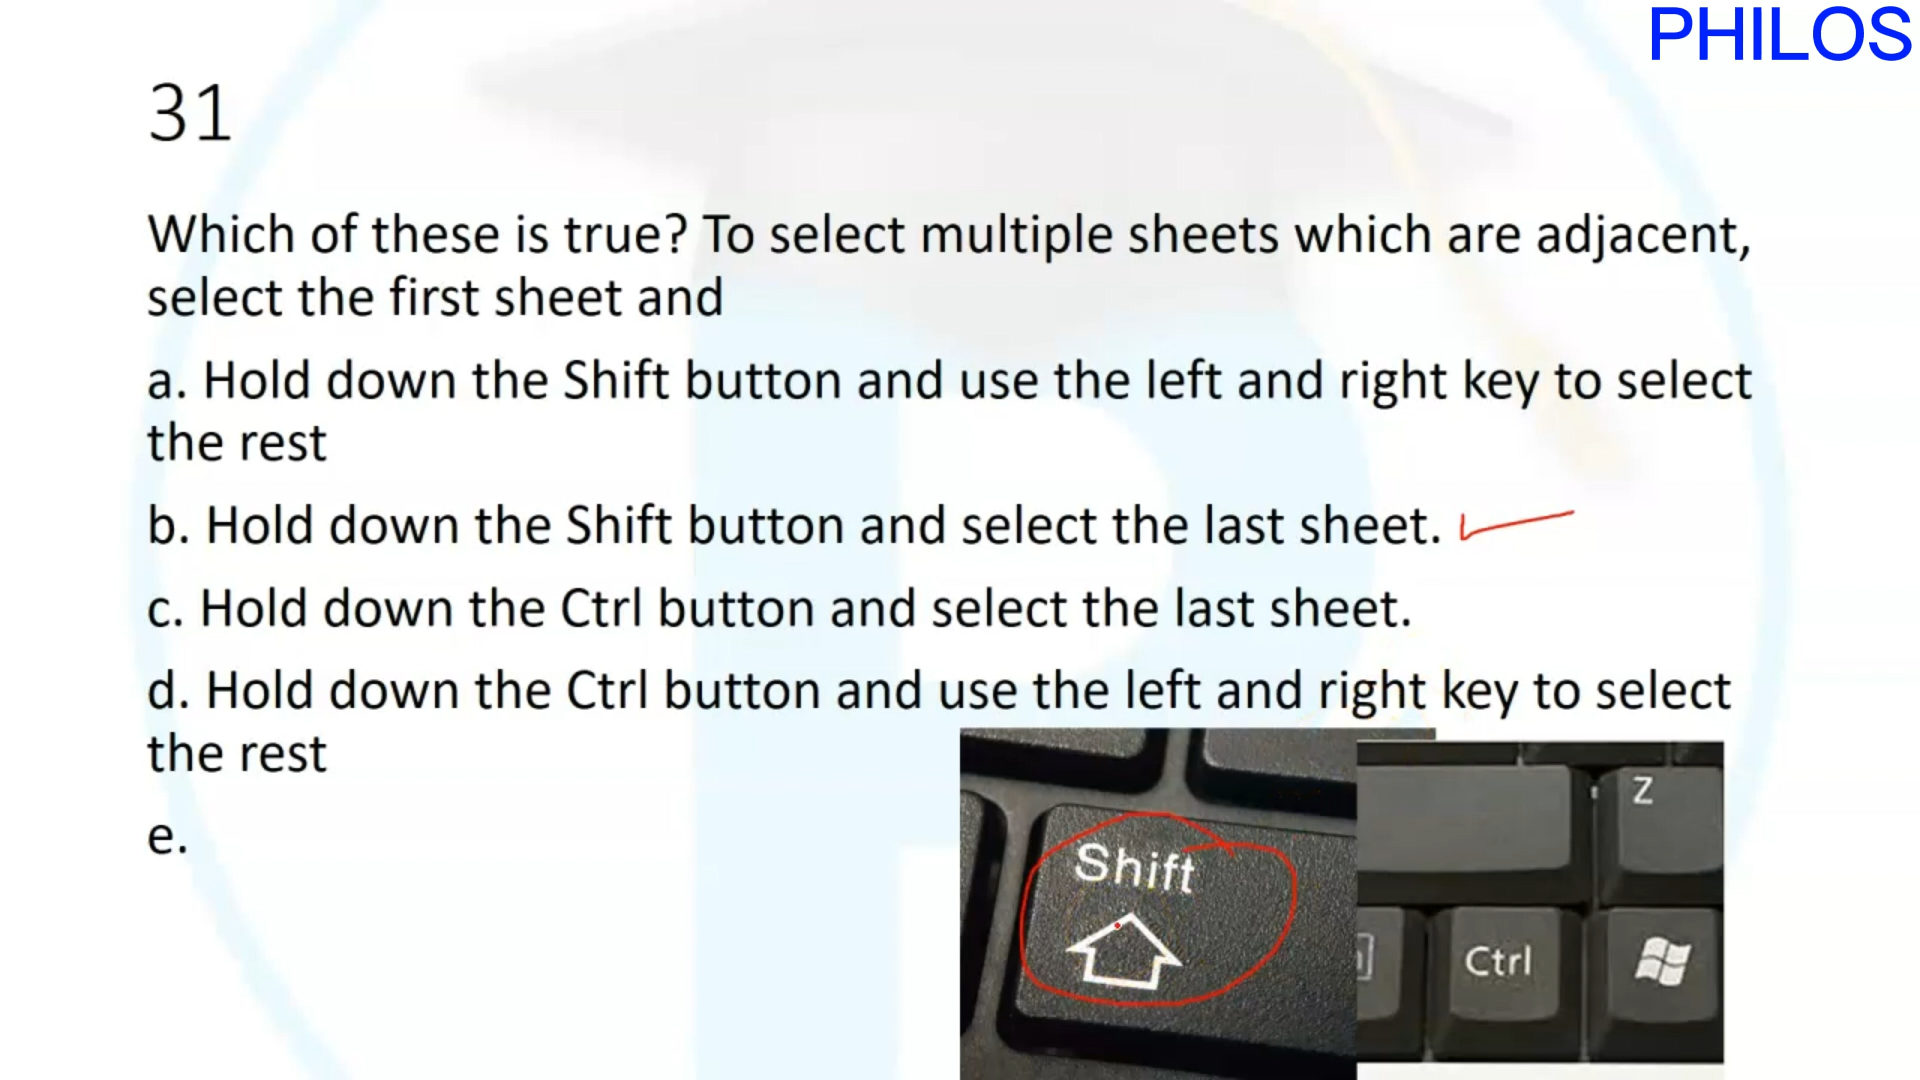 PHILOS
31
Which of these is true? To select multiple sheets which are adjacent,
select the first sheet and
a. Hold down the Shift button and use the left and right key to select
the rest
b. Hold down the Shift button and select the last sheet.
c. Hold down the Ctrl button and select the last sheet.
d. Hold down the Ctrl button and use the left and right key to select
the rest
e.
Shift
Z
Ctrl